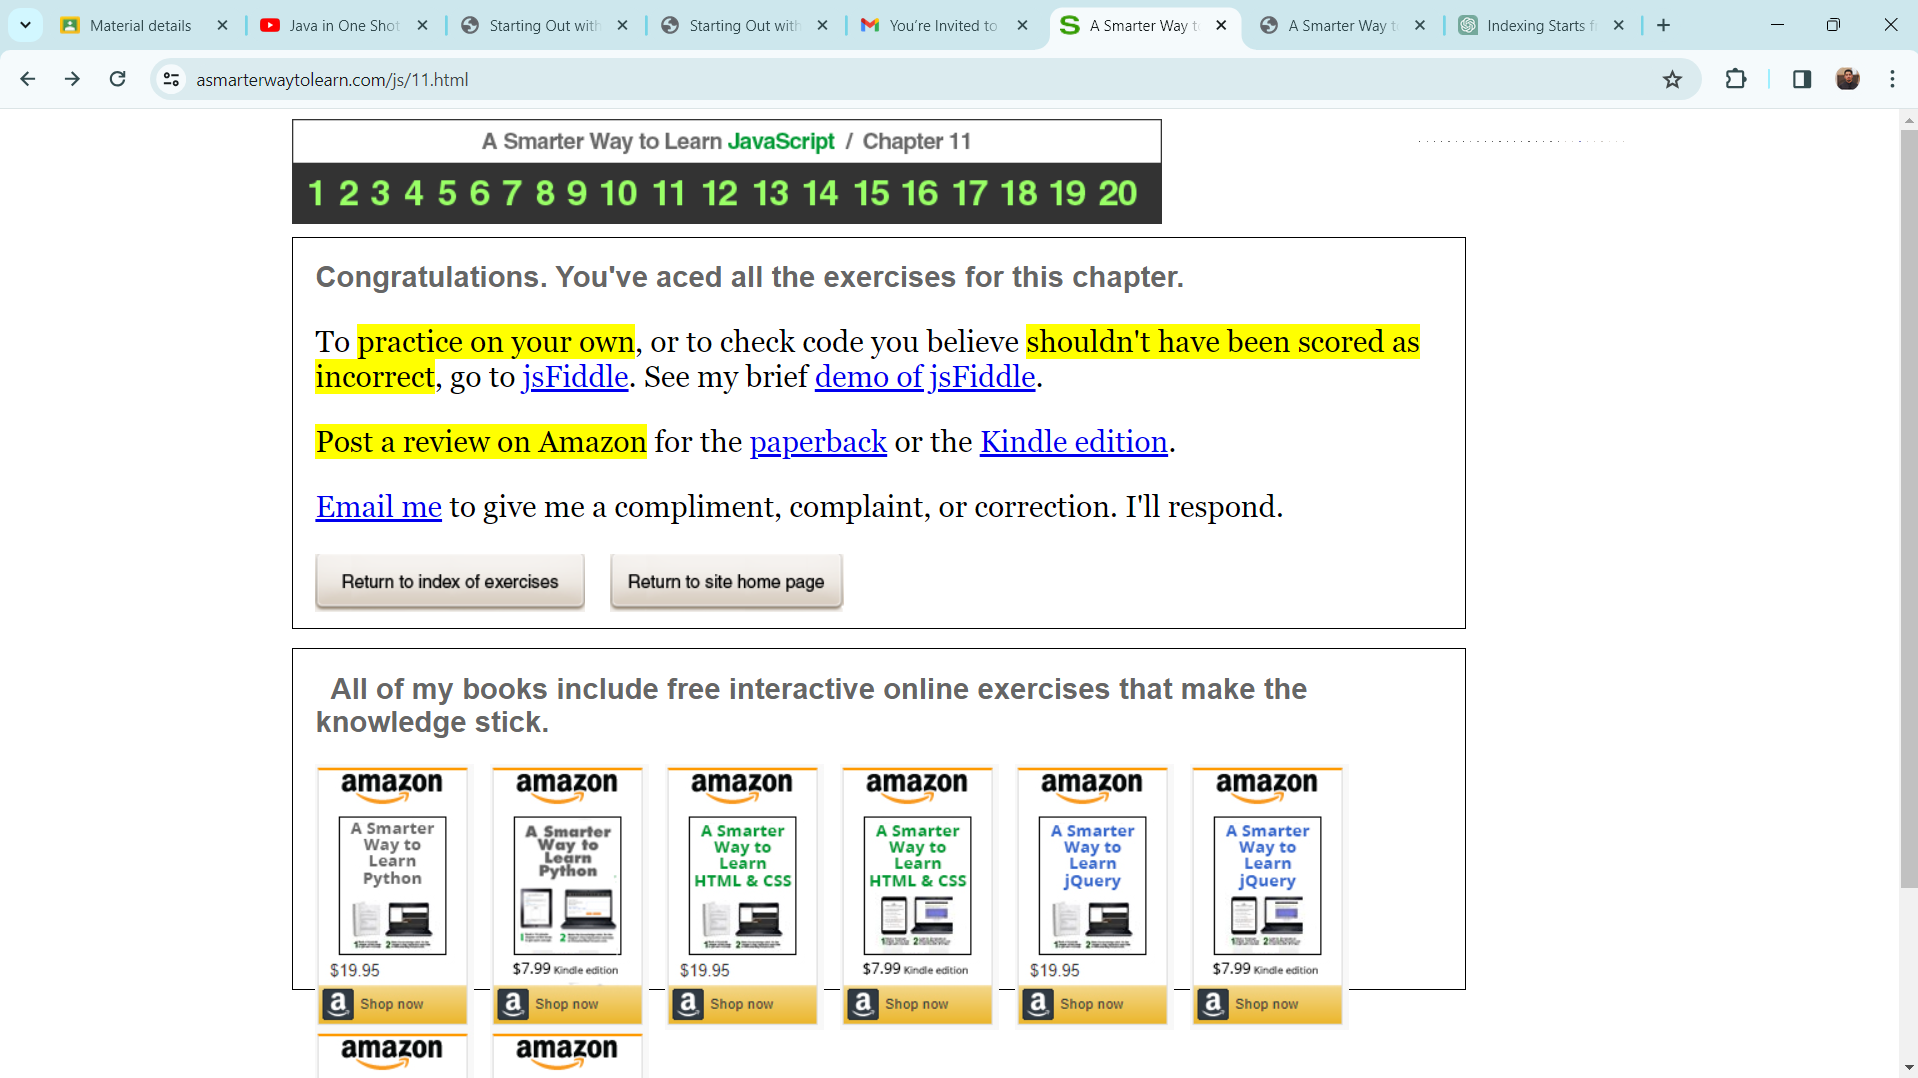 Material details
Java in One Shot
Starting Out with
Starting Out with
You're Invited to
A Smarter Way to
A Smarter Way to
Indexing Starts f
asmarterwaytolearn.com/js/11.html
A Smarter Way to Learn JavaScript / Chapter 11
1 2 3 4 5 6 7 8 9 10 11 12 13 14 15 16 17 18 19 20
Congratulations. You've aced all the exercises for this chapter.
To practice on your own, or to check code you believe shouldn't have been scored as
incorrect, go to jsFiddle. See my brief demo of jsFiddle.
Post a review on Amazon for the paperback or the Kindle edition.
Email me to give me a compliment, complaint, or correction. I'll respond.
Return to index of exercises
Return to site home page
All of my books include free interactive online exercises that make the
knowledge stick.
amazon
A Smarter
Way to
Learn
Python
$19.95
Shop now
amazon
A Smarter
Way to
Learn
Python
$7.99 Kindle edition
Shop now
amazon
A Smarter
Way to
Learn
HTML & CSS
$19.95
Shop now
amazon
A Smarter
Way to
Learn
HTML & CSS
$7.99 Kindle edition
Shop now
amazon
A Smarter
Way to
Learn
jQuery
$19.95
Shop now
amazon
A Smarter
Way to
Learn
jQuery
$7.99 Kindle edition
Shop now
amazon
amazon